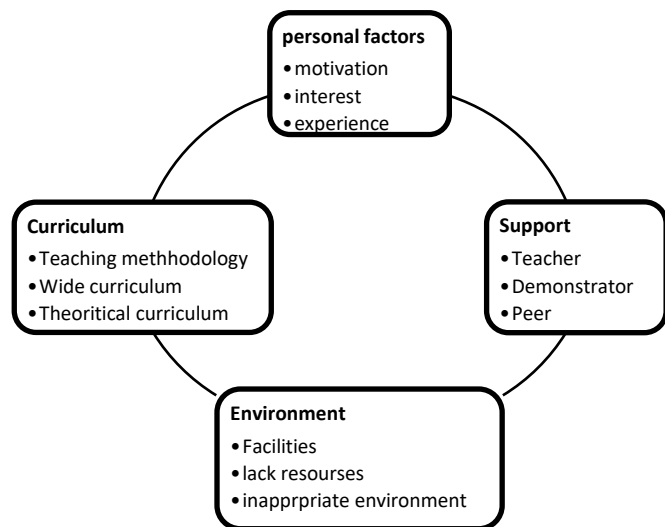 personal factors
•motivation
•interest
•experience
Curriculum
•Teaching methhodology
•Wide curriculum
•Theoritical curriculum
Support
•Teacher
•Demonstrator
•Peer
Environment
•Facilities
•lack resourses
•inapprpriate environment